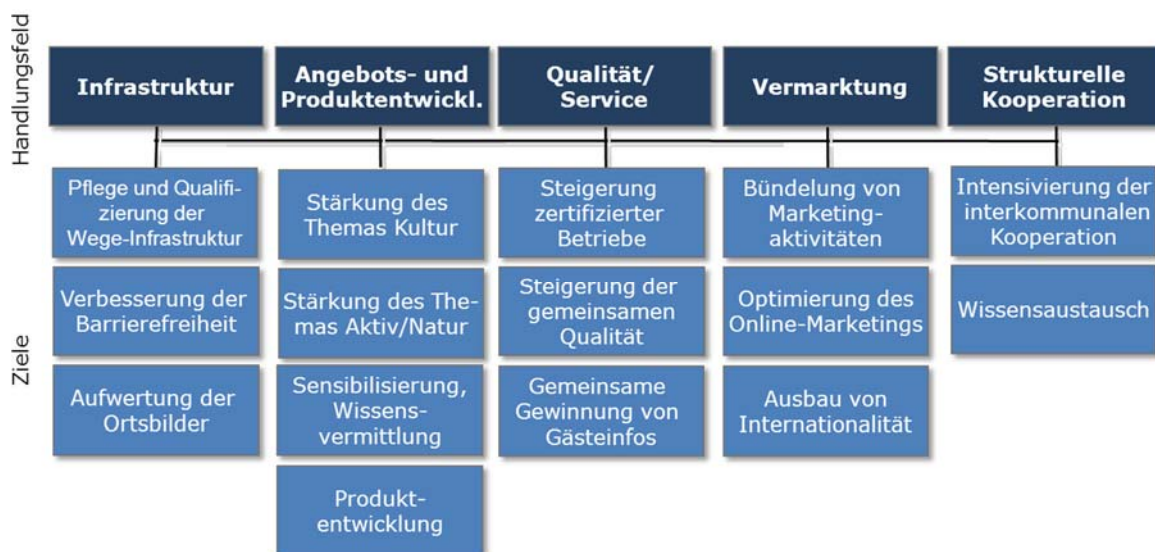 Handlungsfeld
Infrastruktur
Angebots- und
Produktentwickl.
Qualität/
Service
Vermarktung
Strukturelle
Kooperation
Ziele
Pflege und Qualifi-
zierung der
Wege-Infrastruktur
Verbesserung der
Barrierefreiheit
Aufwertung der
Ortsbilder
Stärkung des
Themas Kultur
Stärkung des The-
mas Aktiv/Natur
Sensibilisierung,
Wissens-
vermittlung
Produkt-
entwicklung
Steigerung
zertifizierter
Betriebe
Steigerung der
gemeinsamen
Qualität
Gemeinsame
Gewinnung von
Gästeinfos
Bündelung von
Marketing-
aktivitäten
Optimierung des
Online-Marketings
Ausbau von
Internationalität
Intensivierung der
interkommunalen
Kooperation
Wissensaustausch